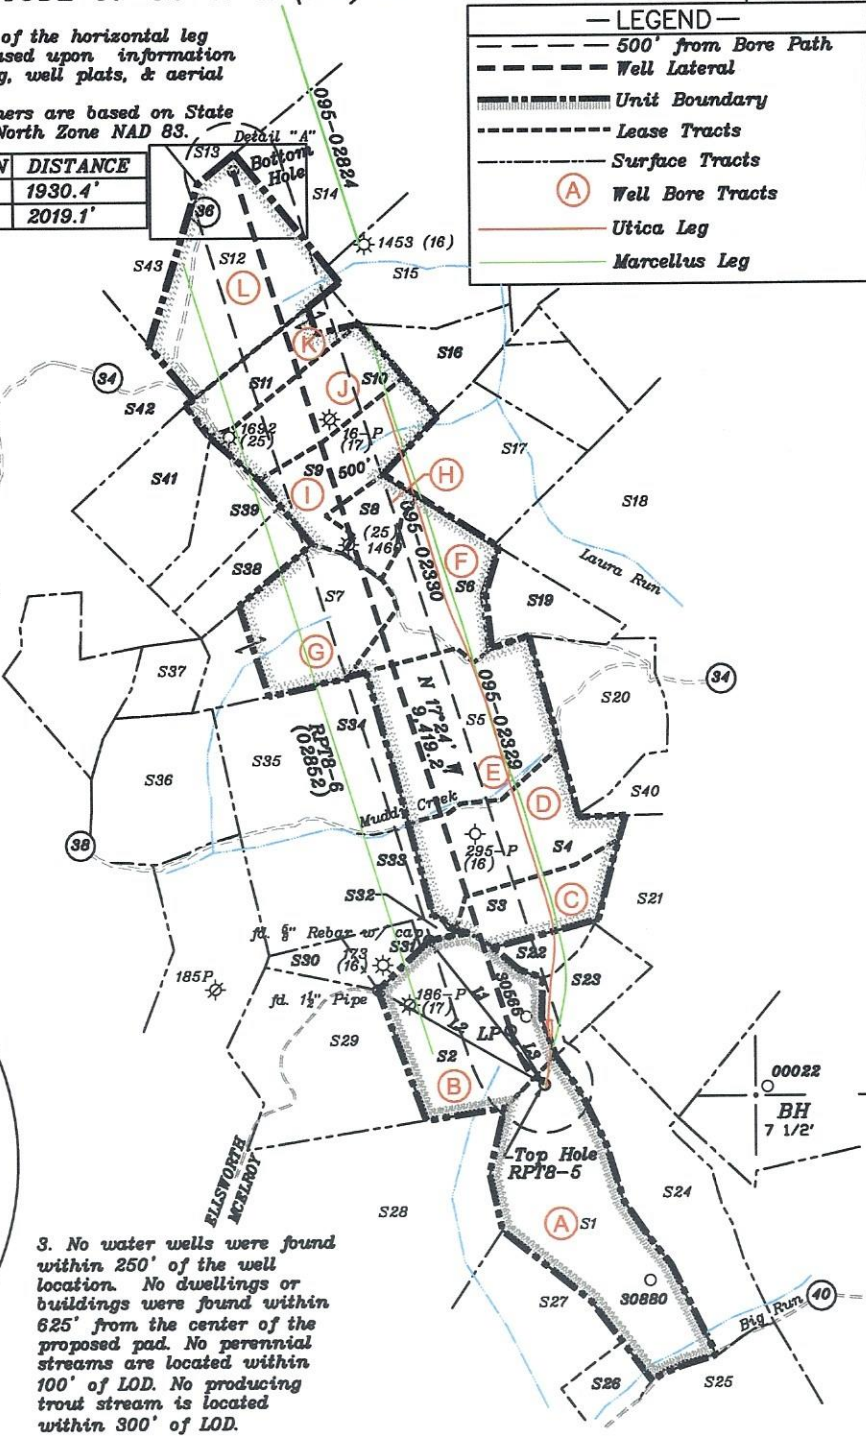 of the horizontal leg
used upon information
g, well plats, & aerial
ners are based on State
North Zone NAD 83.
N DISTANCE
1930.4'
2019.1'
— LEGEND —
500' from Bore Path
Well Lateral
Unit Boundary
Lease Tracts
Surface Tracts
A Well Bore Tracts
Utica Leg
Marcellus Leg
095-02824
S13
Detail "A"
Bottom
Hole
S14
36
1453 (16)
S43
S12
S15
L
K
S16
34
S11
J
S10
S42
1692
(25)
16-P
(17)
S17
S41
S9
500'
H
I
S8
S18
S39
(25)
146
095-02330
F
S6
Laura Run
S38
S7
S19
G
S37
34
N 17°24' W
9,419.2'
S5
095-02329
S20
S34
RPT8-6
(02852)
S35
S36
E
D
S40
Muddy Creek
38
295-P
(16)
S4
S33
C
S32
S3
S21
fd. 5/8" Rebar w/ cap
S31
S22
S30
173
(16)
S23
185P
186-P
(17)
L1
30565
fd. 1½" Pipe
L2
LP
L3
S29
S2
B
00022
BH
7 1/2'
Top Hole
RPT8-5
ELLSWORTH
MCELROY
S28
S24
A
S1
3. No water wells were found
within 250' of the well
location. No dwellings or
buildings were found within
625' from the center of the
proposed pad. No perennial
streams are located within
100' of LOD. No producing
trout stream is located
within 300' of LOD.
S27
30880
Big Run
40
S26
S25